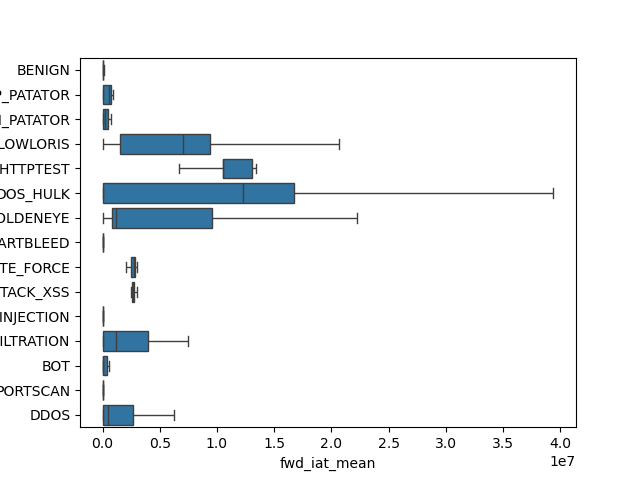 BENIGN
P_PATATOR
H_PATATOR
LOWLORIS
HTTPTEST
DOS_HULK
OLDENEYE
ARTBLEED
TE_FORCE
TACK_XSS
INJECTION
ILTRATION
BOT
PORTSCAN
DDOS
0.0 0.5 1.0 1.5 2.0 2.5 3.0 3.5 4.0
fwd_iat_mean
1e7